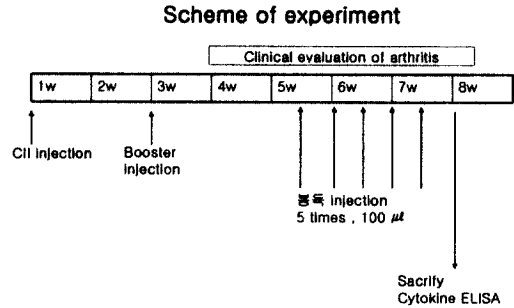 Scheme of experiment
Clinical evaluation of arthritis
1w 2w 3w 4w 5w 6w 7w 8w
CII injection
Booster
injection
봉독 injection
5 times , 100 ㎕
Sacrify
Cytokine ELISA